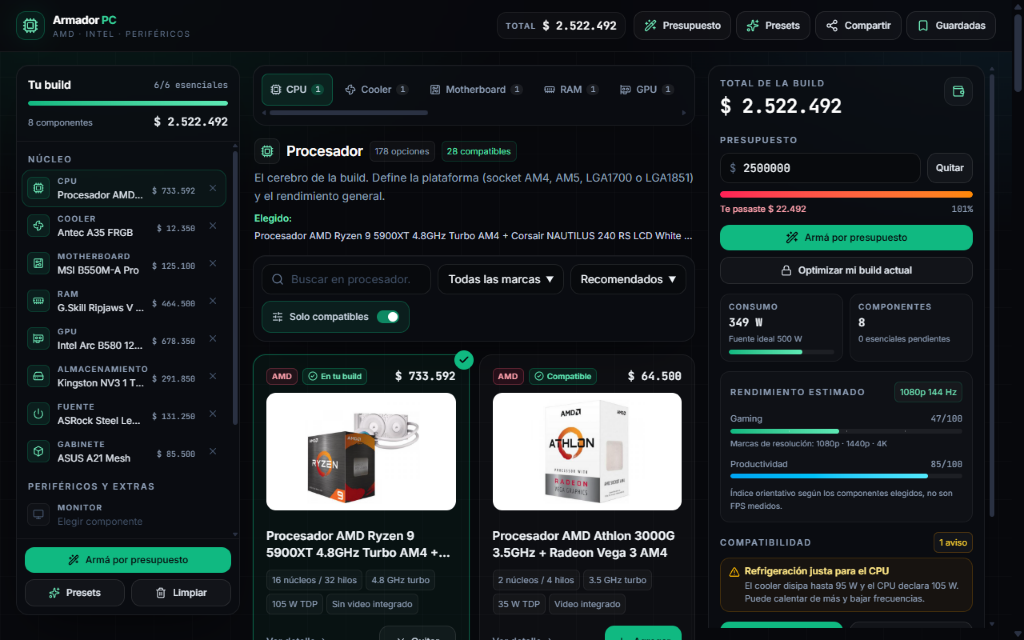 Armador PC
AMD · INTEL · PERIFÉRICOS
TOTAL $ 2.522.492
Presupuesto
Presets
Compartir
Guardadas
Tu build
6/6 esenciales
8 componentes
$ 2.522.492
NÚCLEO
CPU
Procesador AMD...
$ 733.592
COOLER
Antec A35 FRGB
$ 12.350
MOTHERBOARD
MSI B550M-A Pro
$ 125.100
RAM
G.Skill Ripjaws V ...
$ 464.500
GPU
Intel Arc B580 12...
$ 678.350
ALMACENAMIENTO
Kingston NV3 1 T...
$ 291.850
FUENTE
ASRock Steel Le...
$ 131.250
GABINETE
ASUS A21 Mesh
$ 85.500
PERIFÉRICOS Y EXTRAS
MONITOR
Elegir componente
Armá por presupuesto
Presets
Limpiar
CPU 1
Cooler 1
Motherboard 1
RAM 1
GPU 1
Procesador
178 opciones
28 compatibles
El cerebro de la build. Define la plataforma (socket AM4, AM5, LGA1700 o LGA1851)
y el rendimiento general.
Elegido:
Procesador AMD Ryzen 9 5900XT 4.8GHz Turbo AM4 + Corsair NAUTILUS 240 RS LCD White ...
Buscar en procesador.
Todas las marcas ▼
Recomendados ▼
Solo compatibles
AMD
En tu build
$ 733.592
RYZEN
9
Procesador AMD Ryzen 9
5900XT 4.8GHz Turbo AM4 +...
16 núcleos / 32 hilos
4.8 GHz turbo
105 W TDP
Sin video integrado
AMD
Compatible
$ 64.500
AMD
ATHLON
RADEON
Procesador AMD Athlon 3000G
3.5GHz + Radeon Vega 3 AM4
2 núcleos / 4 hilos
3.5 GHz turbo
35 W TDP
Video integrado
TOTAL DE LA BUILD
$ 2.522.492
PRESUPUESTO
$ 2500000
Quitar
Te pasaste $ 22.492
101%
Armá por presupuesto
Optimizar mi build actual
CONSUMO
349 W
Fuente ideal 500 W
COMPONENTES
8
0 esenciales pendientes
RENDIMIENTO ESTIMADO
1080p 144 Hz
Gaming
47/100
Marcas de resolución: 1080p · 1440p · 4K
Productividad
85/100
Índice orientativo según los componentes elegidos, no son
FPS medidos.
COMPATIBILIDAD
1 aviso
Refrigeración justa para el CPU
El cooler disipa hasta 95 W y el CPU declara 105 W.
Puede calentar de más y bajar frecuencias.